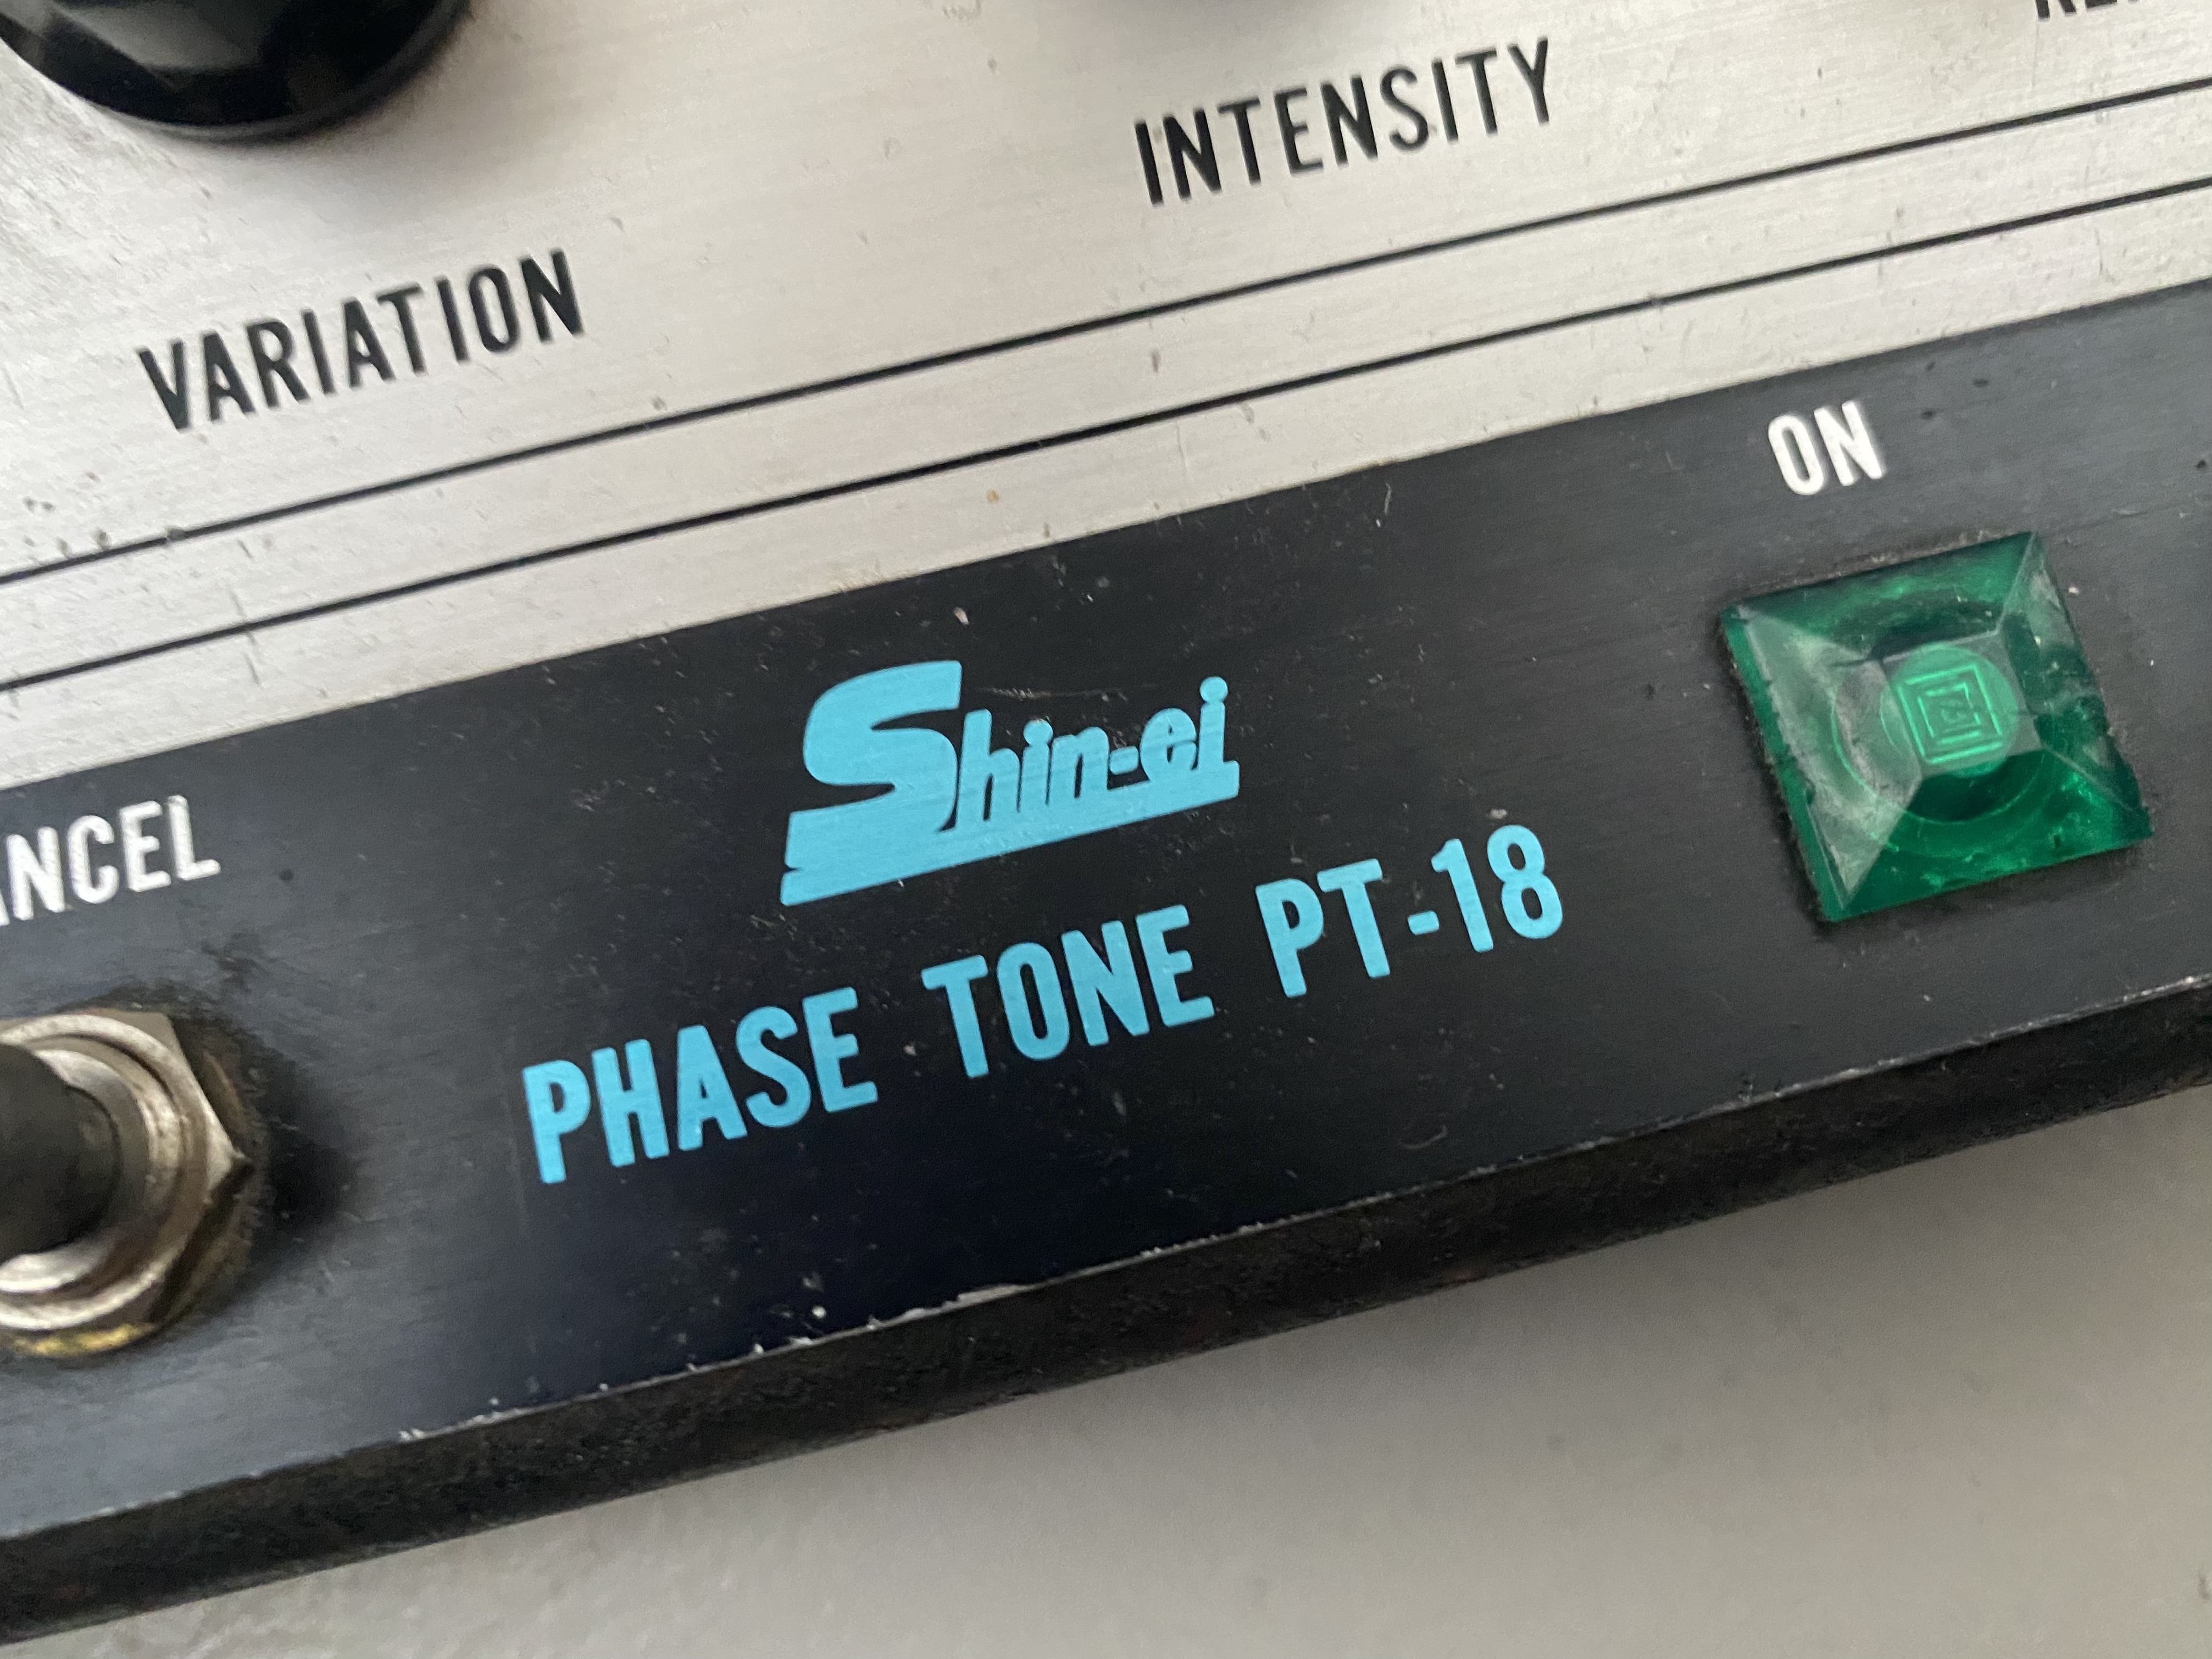 INTENSITY
VARIATION
ON
Shin-ei
ANCEL
PHASE TONE PT-18